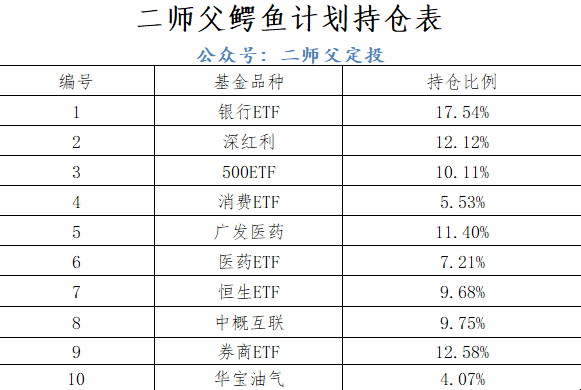 二师父鳄鱼计划持仓表
公众号：二师父定投
编号 基金品种 持仓比例
1 银行ETF 17.54%
2 深红利 12.12%
3 500ETF 10.11%
4 消费ETF 5.53%
5 广发医药 11.40%
6 医药ETF 7.21%
7 恒生ETF 9.68%
8 中概互联 9.75%
9 券商ETF 12.58%
10 华宝油气 4.07%